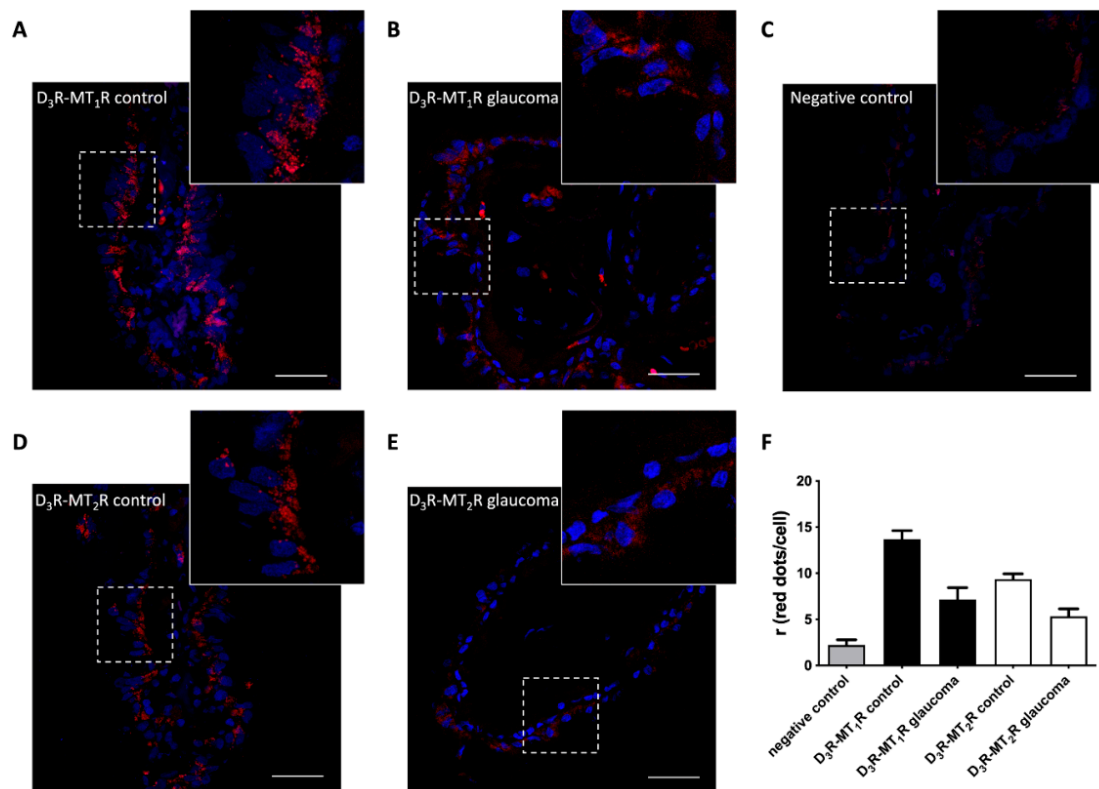 A
B
C
D₃R-MT₁R control
D₃R-MT₁R glaucoma
Negative control
D
E
F
D₃R-MT₂R control
D₃R-MT₂R glaucoma
r (red dots/cell)
20
15
10
5
0
negative control
D₃R-MT₁R control
D₃R-MT₁R glaucoma
D₃R-MT₂R control
D₃R-MT₂R glaucoma